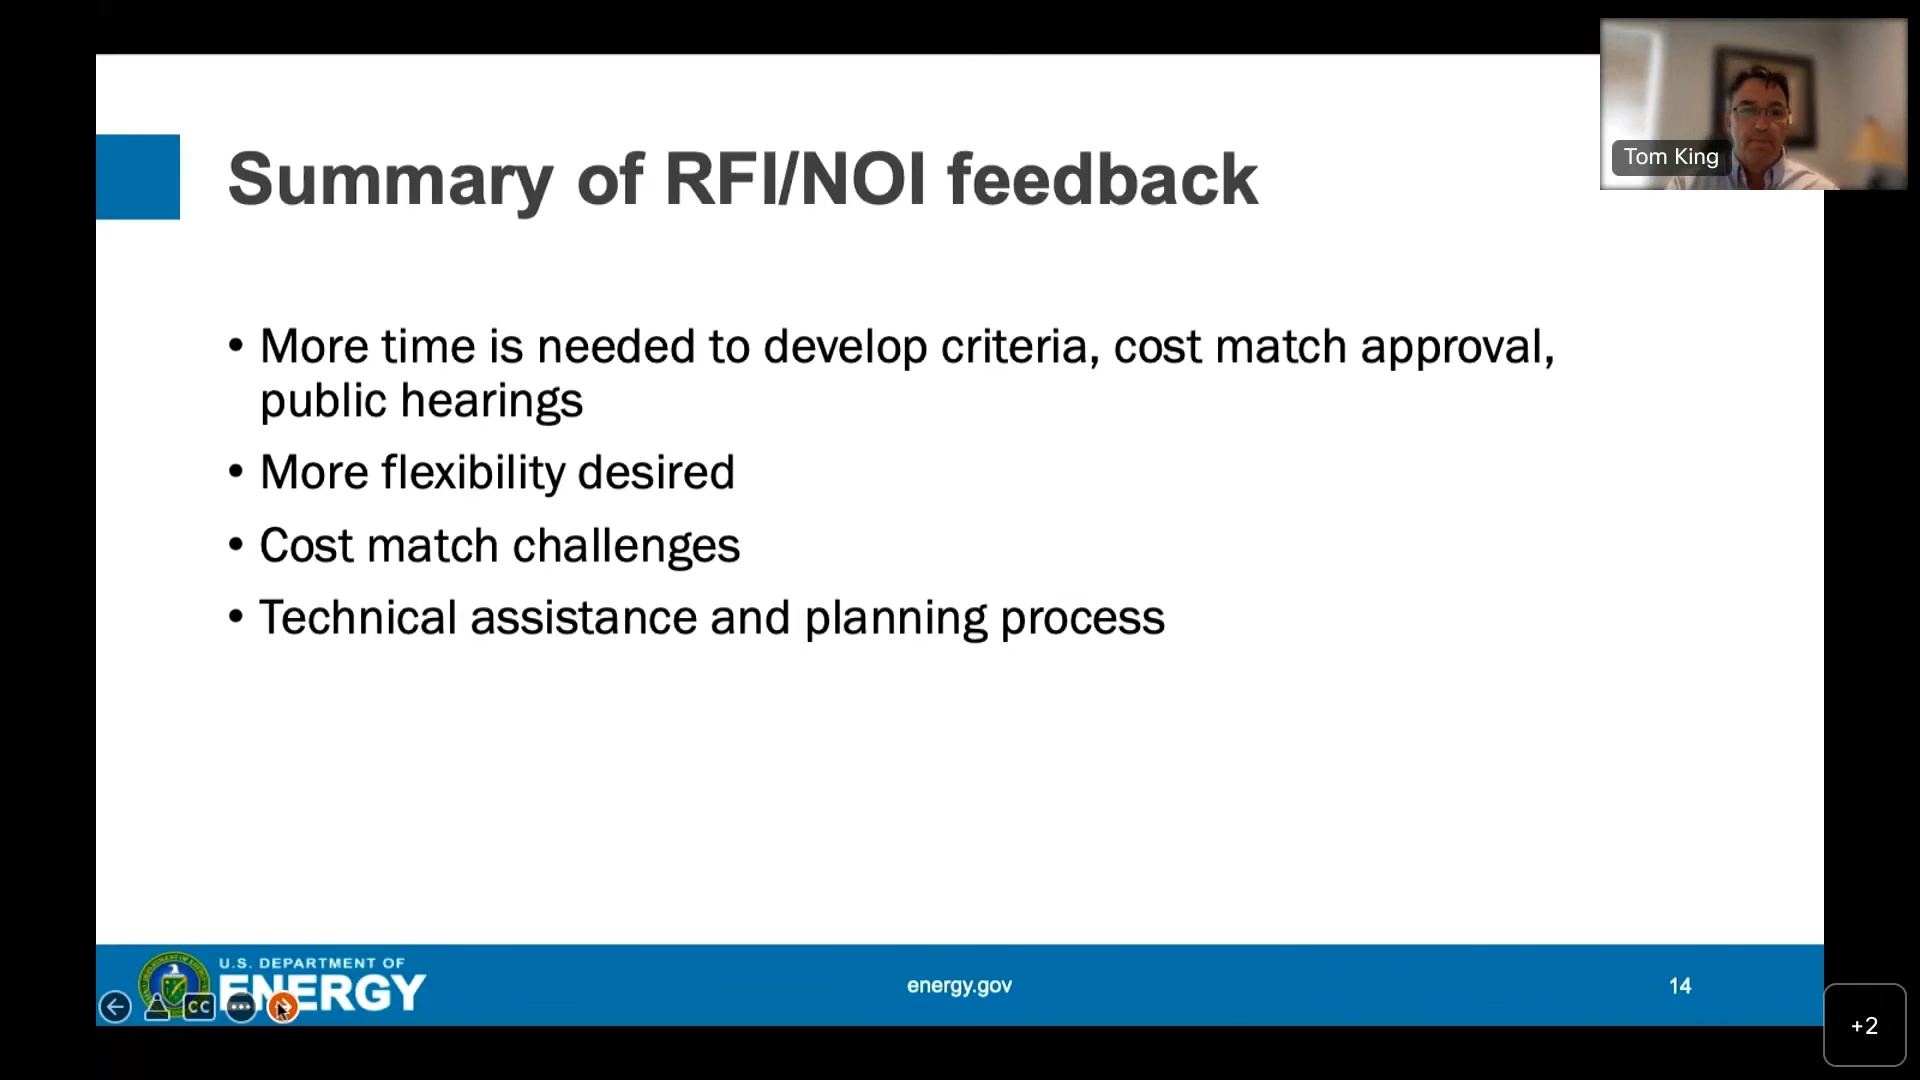 Tom King
Summary of RFI/NOI feedback
• More time is needed to develop criteria, cost match approval,
public hearings
• More flexibility desired
• Cost match challenges
• Technical assistance and planning process
U.S. DEPARTMENT OF
ENERGY
CC
energy.gov
14
+2